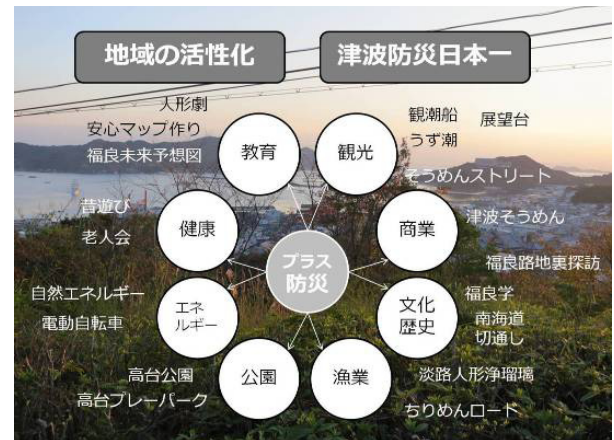 地域の活性化
津波防災日本一
人形劇
安心マップ作り
福良未来予想図
教育
観光
観潮船
うず潮
展望台
そうめんストリート
昔遊び
老人会
健康
商業
津波そうめん
福良路地裏探訪
プラス
防災
自然エネルギー
電動自転車
エネ
ルギー
文化
歴史
福良学
南海道
切通し
高台公園
高台プレーパーク
公園
漁業
淡路人形浄瑠璃
ちりめんロード